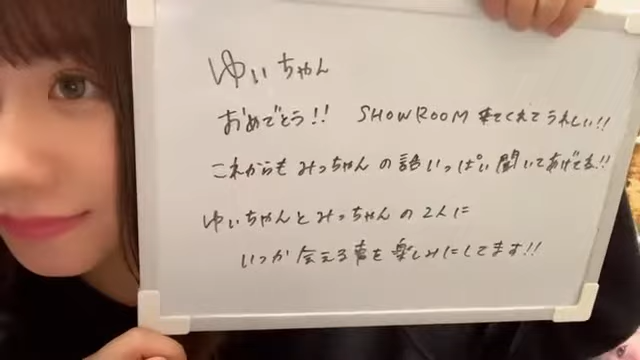 ゆぃちゃん
おめでとう!! SHOWROOM 来てくれてうれしい!!
これからも みっちゃん の話いっぱい聞いてあげてる!!
ゆぃちゃんとみっちゃんの2人に
いつか会える事を楽しみにしてます!!